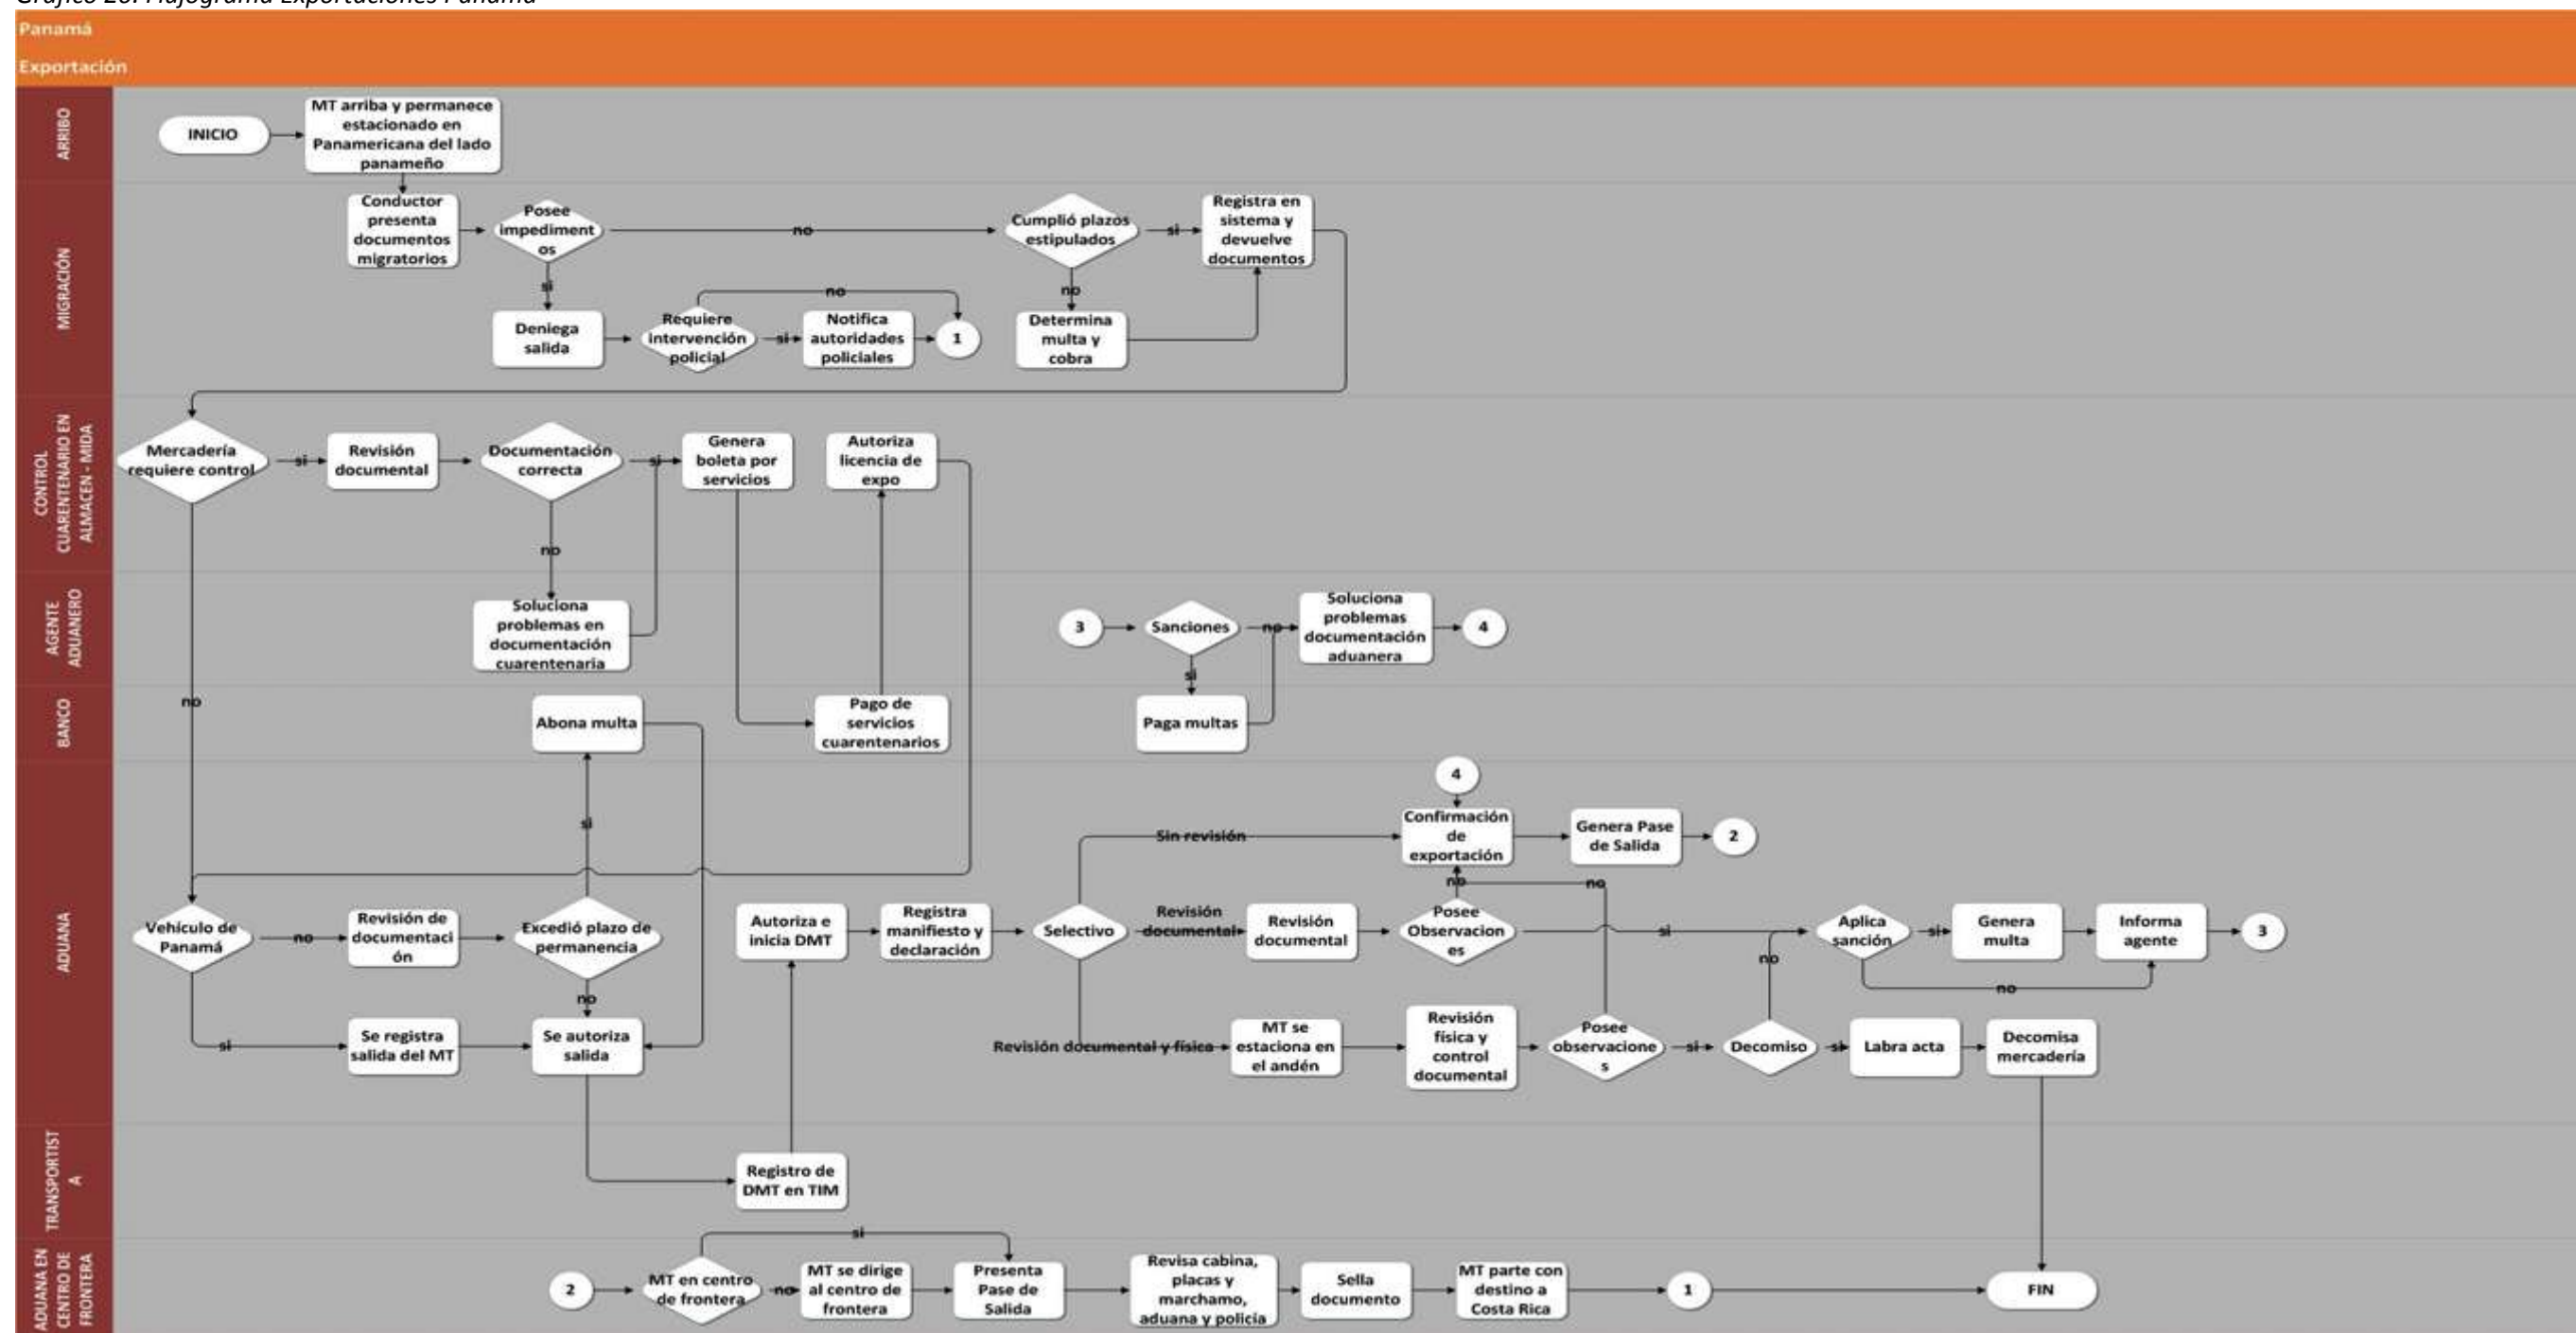 Gráfico 20. Flujograma Exportaciones Panamá
Panamá
Exportación
ARRIBO
INICIO
MT arriba y permanece
estacionado en
Panamericana del lado
panameño
MIGRACIÓN
Conductor
presenta
documentos
migratorios
Posee
impediment
os
no
Cumplió plazos
estipulados
si
Registra en
sistema y
devuelve
documentos
si
no
no
Deniega
salida
Requiere
intervención
policial
si
Notifica
autoridades
policiales
1
Determina
multa y
cobra
CONTROL
CUARENTENARIO EN
ALMACEN - MIDA
Mercadería
requiere control
si
Revisión
documental
Documentación
correcta
si
Genera
boleta por
servicios
Autoriza
licencia de
expo
no
AGENTE
ADUANERO
Soluciona
problemas en
documentación
cuarentenaria
3
Sanciones
no
Soluciona
problemas
documentación
aduanera
4
si
BANCO
no
Abona multa
Pago de
servicios
cuarentenarios
Paga multas
ADUANA
4
si
Sin revisión
Confirmación
de
exportación
Genera Pase
de Salida
2
no
no
Vehículo de
Panamá
no
Revisión de
documentaci
ón
Excedió plazo de
permanencia
Autoriza e
inicia DMT
Registra
manifiesto y
declaración
Selectivo
Revisión
documental
Revisión
documental
Posee
Observacion
es
si
Aplica
sanción
si
Genera
multa
Informa
agente
3
no
no
no
si
Se registra
salida del MT
Se autoriza
salida
Revisión documental y física
MT se
estaciona en
el andén
Revisión
física y
control
documental
Posee
observacione
s
si
Decomiso
si
Labra acta
Decomisa
mercadería
TRANSPORTIST
A
Registro de
DMT en TIM
ADUANA EN
CENTRO DE
FRONTERA
si
2
MT en centro
de frontera
no
MT se dirige
al centro de
frontera
Presenta
Pase de
Salida
Revisa cabina,
placas y
marchamo,
aduana y policía
Sella
documento
MT parte con
destino a
Costa Rica
1
FIN